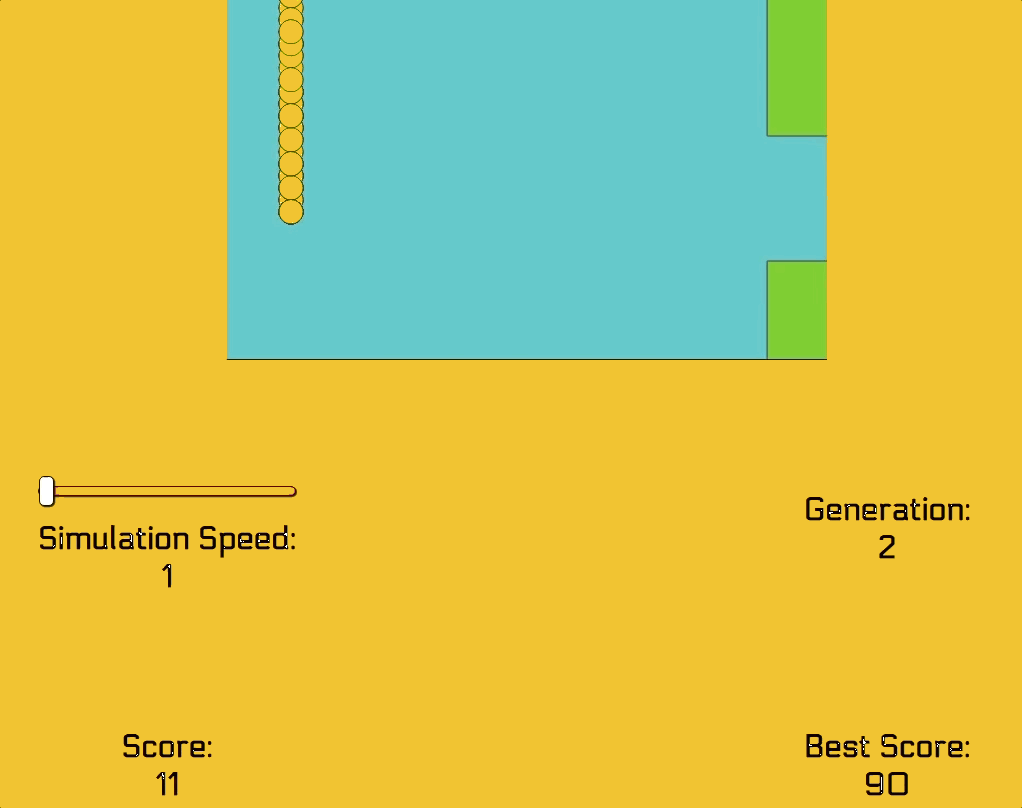 Simulation Speed:
1
Generation:
2
Score:
11
Best Score:
90